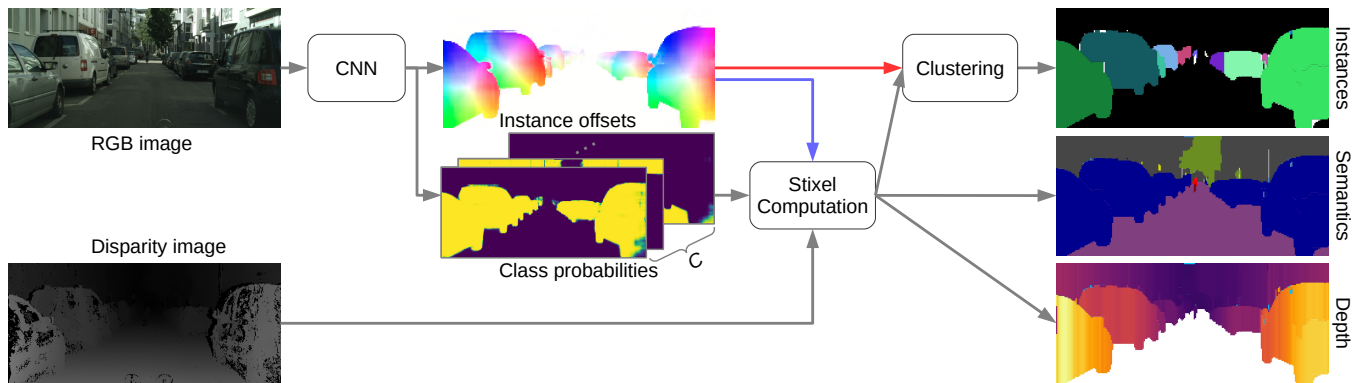 RGB image
CNN
Instance offsets
Class probabilities
C
Disparity image
Stixel
Computation
Clustering
Instances
Semantics
Depth